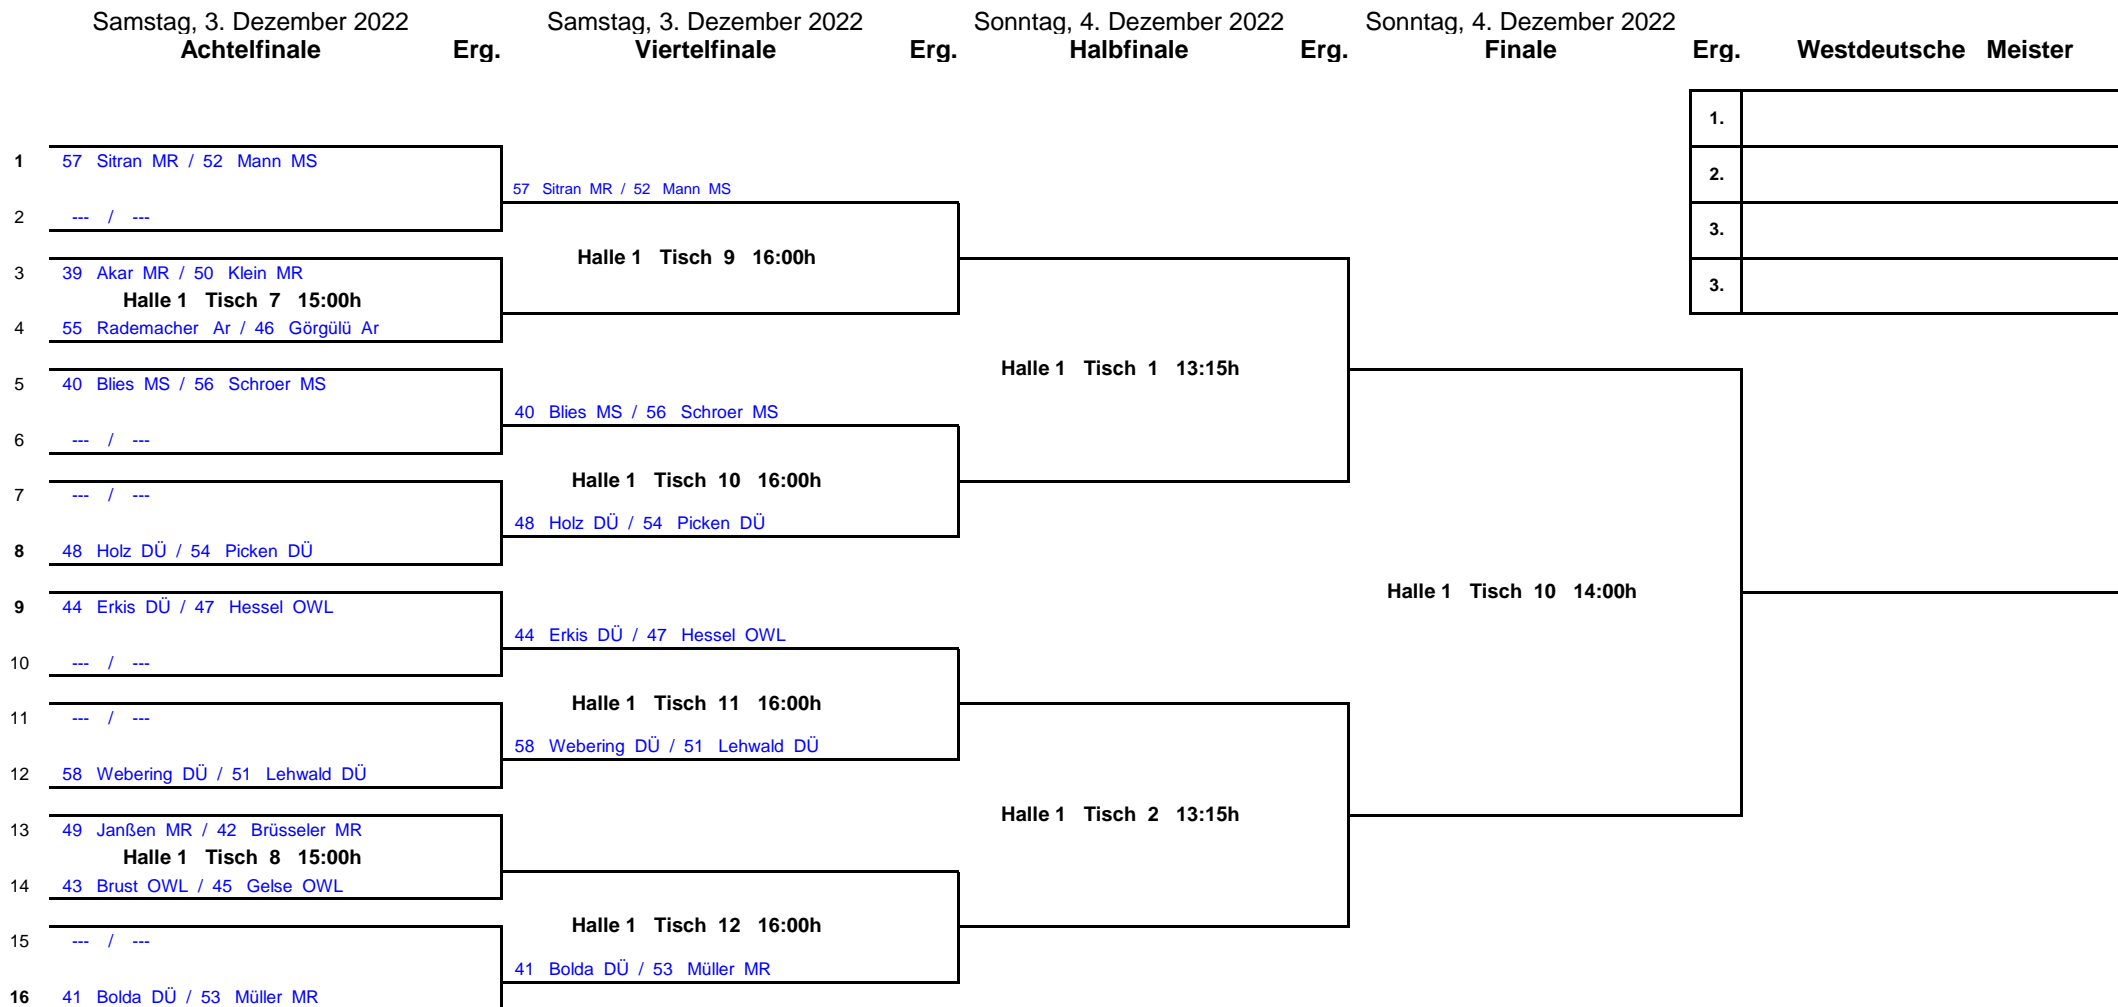 Samstag, 3. Dezember 2022 Samstag, 3. Dezember 2022 Sonntag, 4. Dezember 2022 Sonntag, 4. Dezember 2022
Achtelfinale Erg. Viertelfinale Erg. Halbfinale Erg. Finale Erg. Westdeutsche Meister
1.
1 57 Sitran MR / 52 Mann MS
2.
57 Sitran MR / 52 Mann MS
2 --- / ---
3.
Halle 1 Tisch 9 16:00h
3 39 Akar MR / 50 Klein MR
3.
Halle 1 Tisch 7 15:00h
4 55 Rademacher Ar / 46 Görgülü Ar
Halle 1 Tisch 1 13:15h
5 40 Blies MS / 56 Schroer MS
40 Blies MS / 56 Schroer MS
6 --- / ---
Halle 1 Tisch 10 16:00h
7 --- / ---
48 Holz DÜ / 54 Picken DÜ
8 48 Holz DÜ / 54 Picken DÜ
Halle 1 Tisch 10 14:00h
9 44 Erkis DÜ / 47 Hessel OWL
44 Erkis DÜ / 47 Hessel OWL
10 --- / ---
Halle 1 Tisch 11 16:00h
11 --- / ---
58 Webering DÜ / 51 Lehwald DÜ
12 58 Webering DÜ / 51 Lehwald DÜ
Halle 1 Tisch 2 13:15h
13 49 Janßen MR / 42 Brüsseler MR
Halle 1 Tisch 8 15:00h
14 43 Brust OWL / 45 Gelse OWL
Halle 1 Tisch 12 16:00h
15 --- / ---
41 Bolda DÜ / 53 Müller MR
16 41 Bolda DÜ / 53 Müller MR